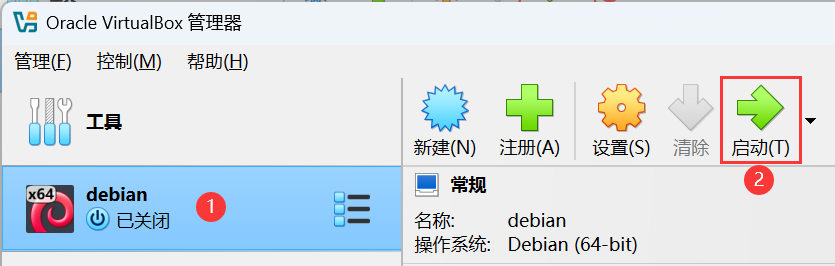 Oracle VirtualBox 管理器
管理(F) 控制(M) 帮助(H)
工具
新建(N) 注册(A) 设置(S) 清除 启动(T)
x64
debian
已关闭
1
2
常规
名称: debian
操作系统: Debian (64-bit)